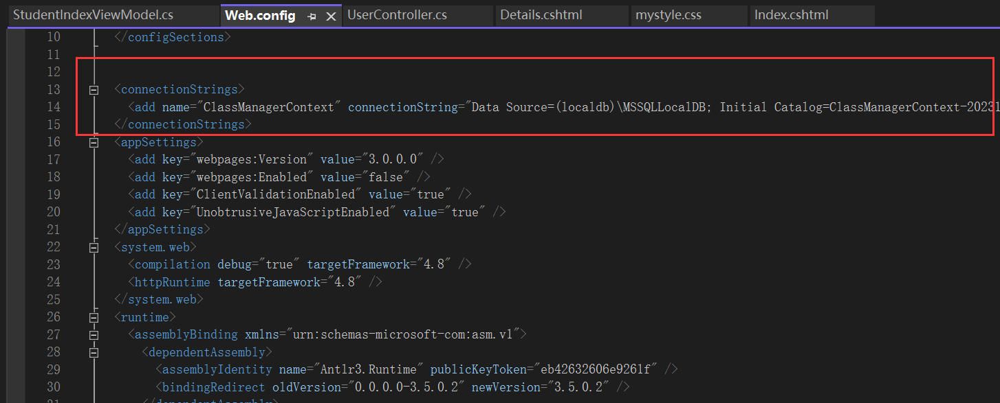 StudentIndexViewModel.cs Web.config UserController.cs Details.cshtml mystyle.css Index.cshtml
10 </configSections>
11
12
13 <connectionStrings>
14 <add name="ClassManagerContext" connectionString="Data Source=(localdb)\MSSQLLocalDB; Initial Catalog=ClassManagerContext-20231
15 </connectionStrings>
16 <appSettings>
17 <add key="webpages:Version" value="3.0.0.0" />
18 <add key="webpages:Enabled" value="false" />
19 <add key="ClientValidationEnabled" value="true" />
20 <add key="UnobtrusiveJavaScriptEnabled" value="true" />
21 </appSettings>
22 <system.web>
23 <compilation debug="true" targetFramework="4.8" />
24 <httpRuntime targetFramework="4.8" />
25 </system.web>
26 <runtime>
27 <assemblyBinding xmlns="urn:schemas-microsoft-com:asm.v1">
28 <dependentAssembly>
29 <assemblyIdentity name="Antlr3.Runtime" publicKeyToken="eb42632606e9261f" />
30 <bindingRedirect oldVersion="0.0.0.0-3.5.0.2" newVersion="3.5.0.2" />
31 </dependentAssembly>